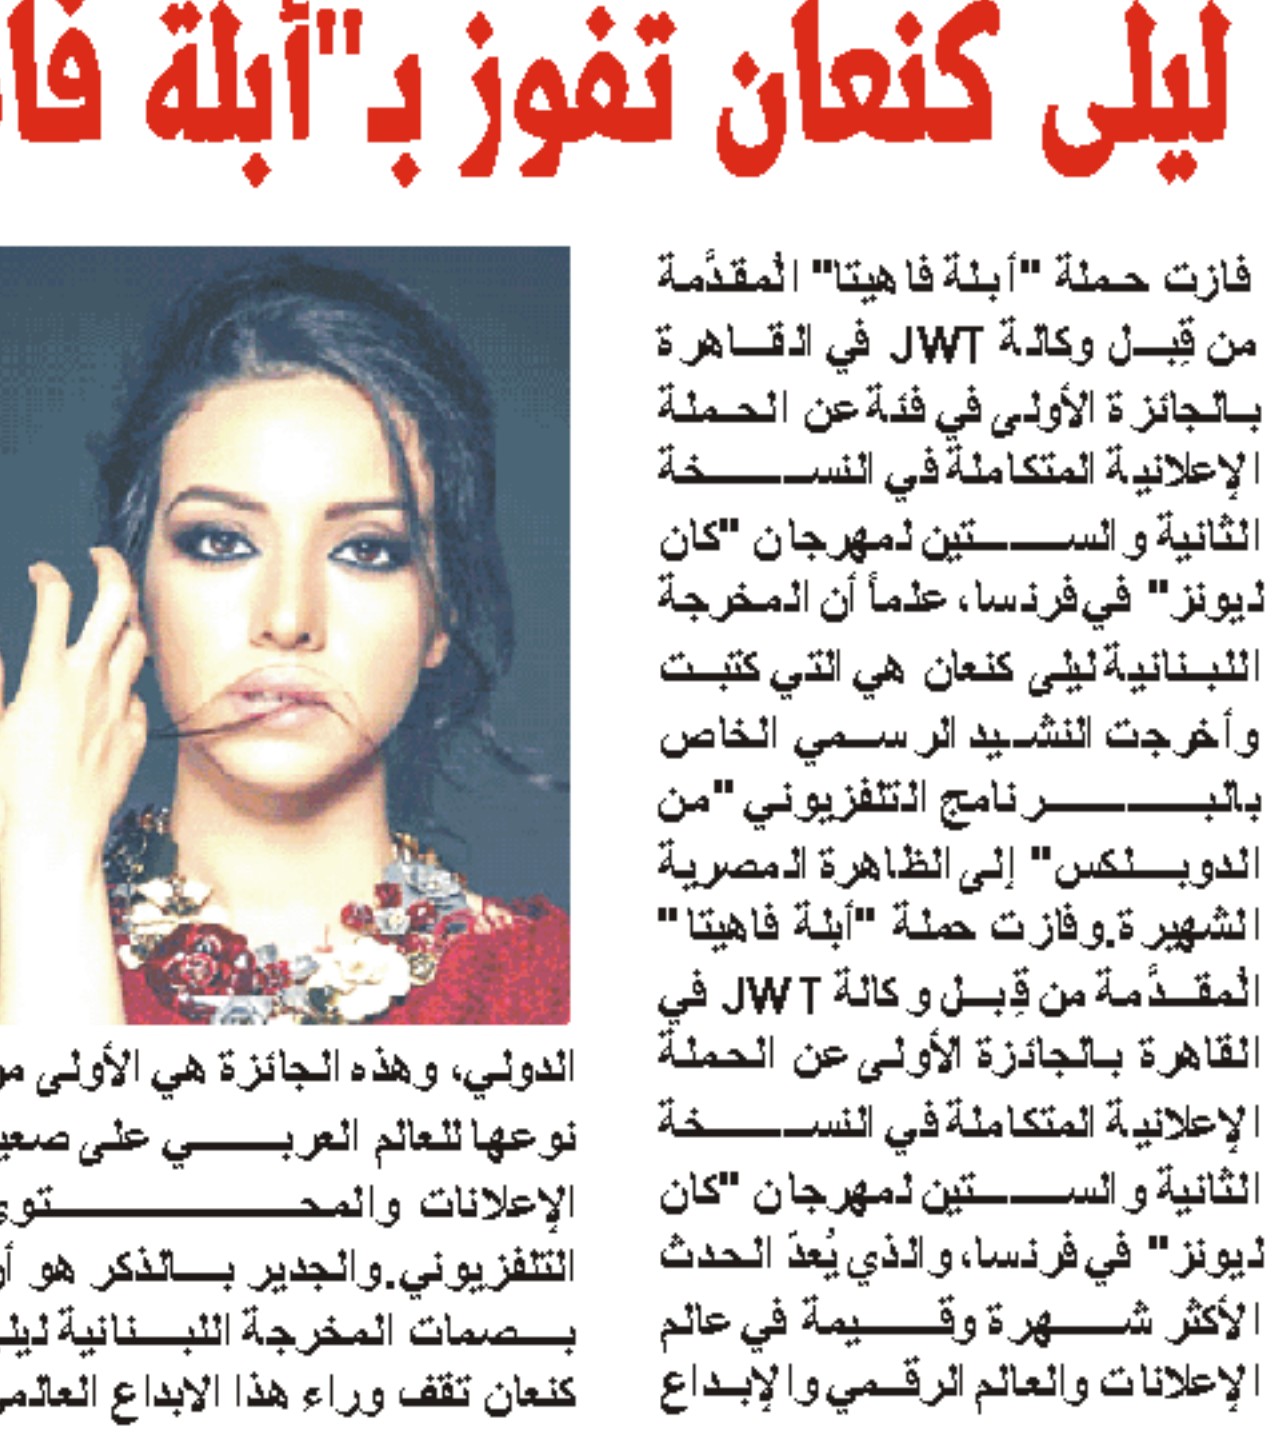 ليلى كنعان تفوز بـ"أبلة
فازت حملة "أبلة فاهيتا" المقدَّمة
من قِبل وكالة JWT في القاهرة
بالجائزة الأولى في فئة عن الحملة
الإعلانية المتكاملة في النسخة
الثانية والستين لمهرجان "كان
ليونز" في فرنسا، علماً أن المخرجة
اللبنانية ليلى كنعان هي التي كتبت
وأخرجت النشيد الرسمي الخاص
بالبرنامج التلفزيوني "من
الدوبلكس" إلى الظاهرة المصرية
الشهيرة.وفازت حملة "أبلة فاهيتا"
المقدَّمة من قِبل وكالة JWT في
القاهرة بالجائزة الأولى عن الحملة
الإعلانية المتكاملة في النسخة
الثانية والستين لمهرجان "كان
ليونز" في فرنسا، والذي يُعدّ الحدث
الأكثر شهرة وقيمة في عالم
الإعلانات والعالم الرقمي والإبداع
الدولي، وهذه الجائزة هي الأولى
نوعها للعالم العربي على
الإعلانات والمحتوى
التلفزيوني.والجدير بالذكر هو
بصمات المخرجة اللبنانية
كنعان تقف وراء هذا الابداع